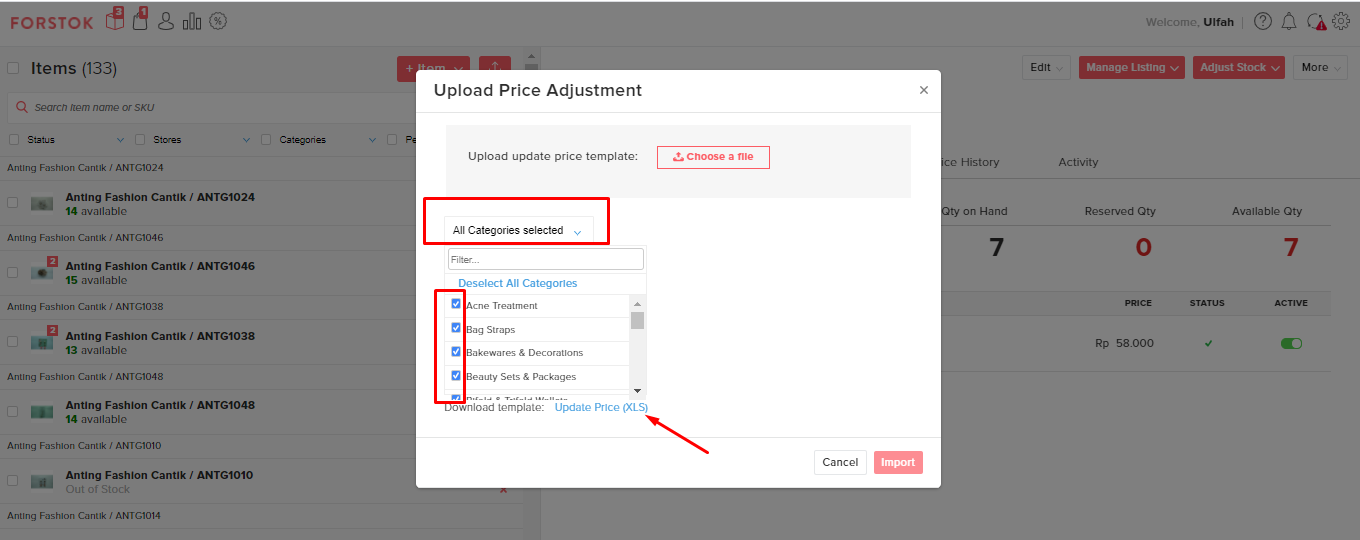 FORSTOK
3
1
Welcome, Ulfah
Items (133)
+ Item
Edit
Manage Listing
Adjust Stock
More
Search Item name or SKU
Status
Stores
Categories
Anting Fashion Cantik / ANTG1024
Anting Fashion Cantik / ANTG1024
14 available
Anting Fashion Cantik / ANTG1046
2
Anting Fashion Cantik / ANTG1046
15 available
Anting Fashion Cantik / ANTG1038
2
Anting Fashion Cantik / ANTG1038
13 available
Anting Fashion Cantik / ANTG1048
Anting Fashion Cantik / ANTG1048
14 available
Anting Fashion Cantik / ANTG1010
Anting Fashion Cantik / ANTG1010
Out of Stock
Anting Fashion Cantik / ANTG1014
Upload Price Adjustment
×
Upload update price template:
Choose a file
All Categories selected
Filter...
Deselect All Categories
Acne Treatment
Bag Straps
Bakewares & Decorations
Beauty Sets & Packages
Bifold & Trifold Wallets
Download template: Update Price (XLS)
Cancel
Import
ice History
Activity
Qty on Hand
Reserved Qty
Available Qty
7
0
7
PRICE
STATUS
ACTIVE
Rp 58.000